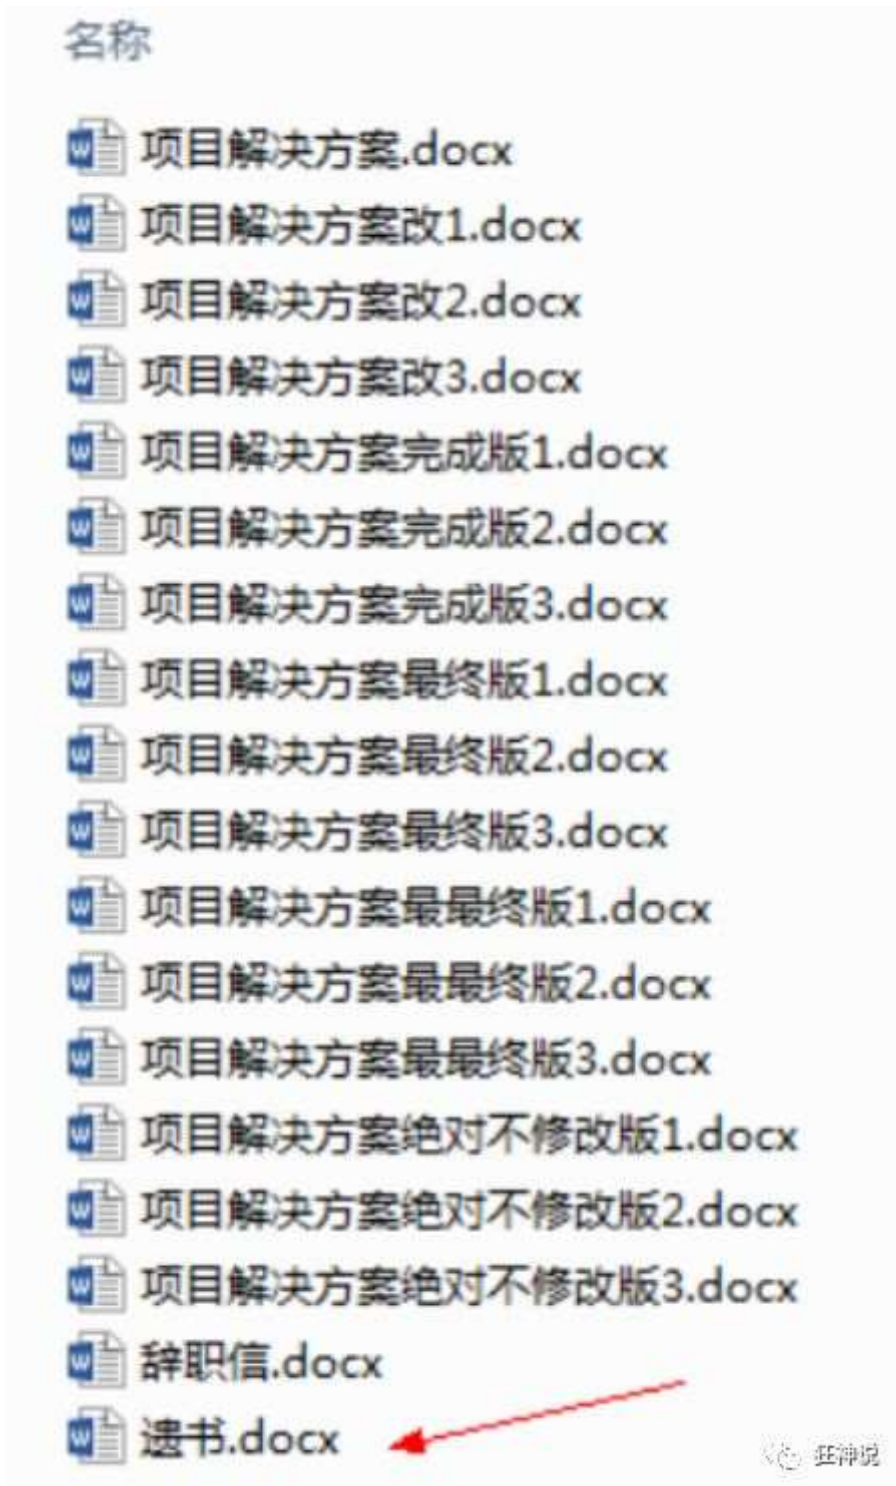 名称
项目解决方案.docx
项目解决方案改1.docx
项目解决方案改2.docx
项目解决方案改3.docx
项目解决方案完成版1.docx
项目解决方案完成版2.docx
项目解决方案完成版3.docx
项目解决方案最终版1.docx
项目解决方案最终版2.docx
项目解决方案最终版3.docx
项目解决方案最最终版1.docx
项目解决方案最最终版2.docx
项目解决方案最最终版3.docx
项目解决方案绝对不修改版1.docx
项目解决方案绝对不修改版2.docx
项目解决方案绝对不修改版3.docx
辞职信.docx
遗书.docx
狂神说